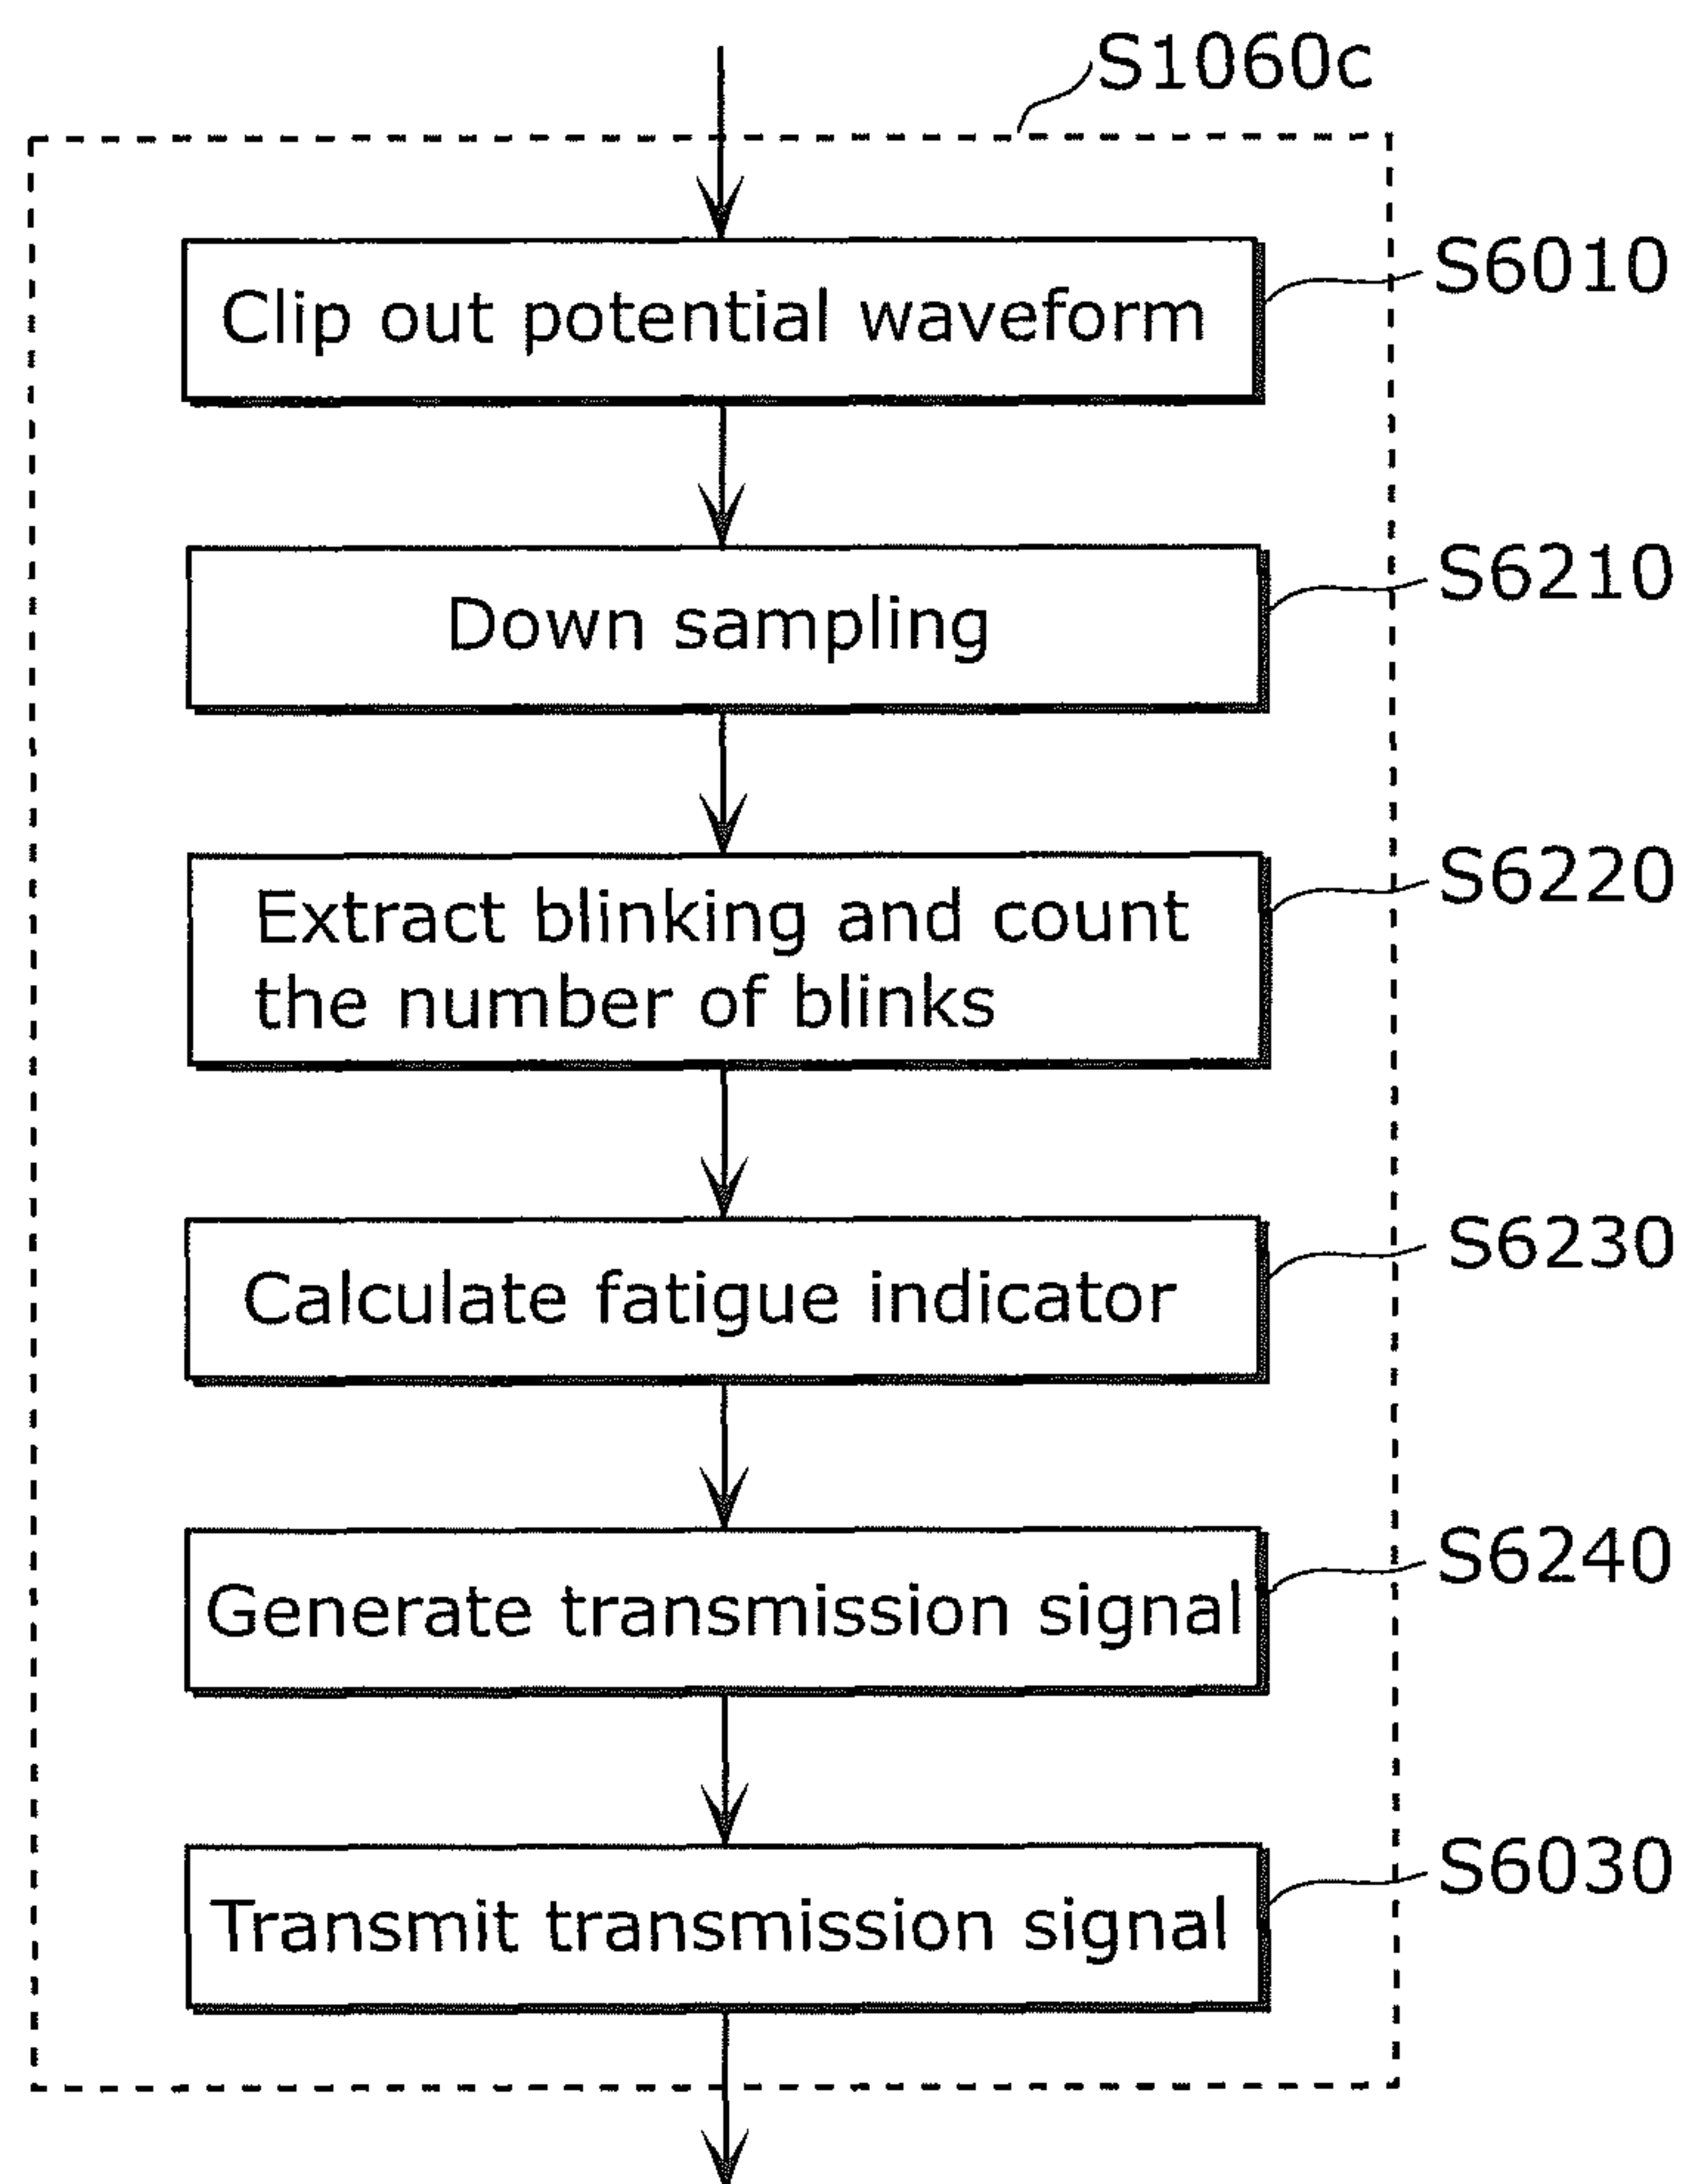 S1060c
Clip out potential waveform
S6010
Down sampling
S6210
Extract blinking and count
the number of blinks
S6220
Calculate fatigue indicator
S6230
Generate transmission signal
S6240
Transmit transmission signal
S6030